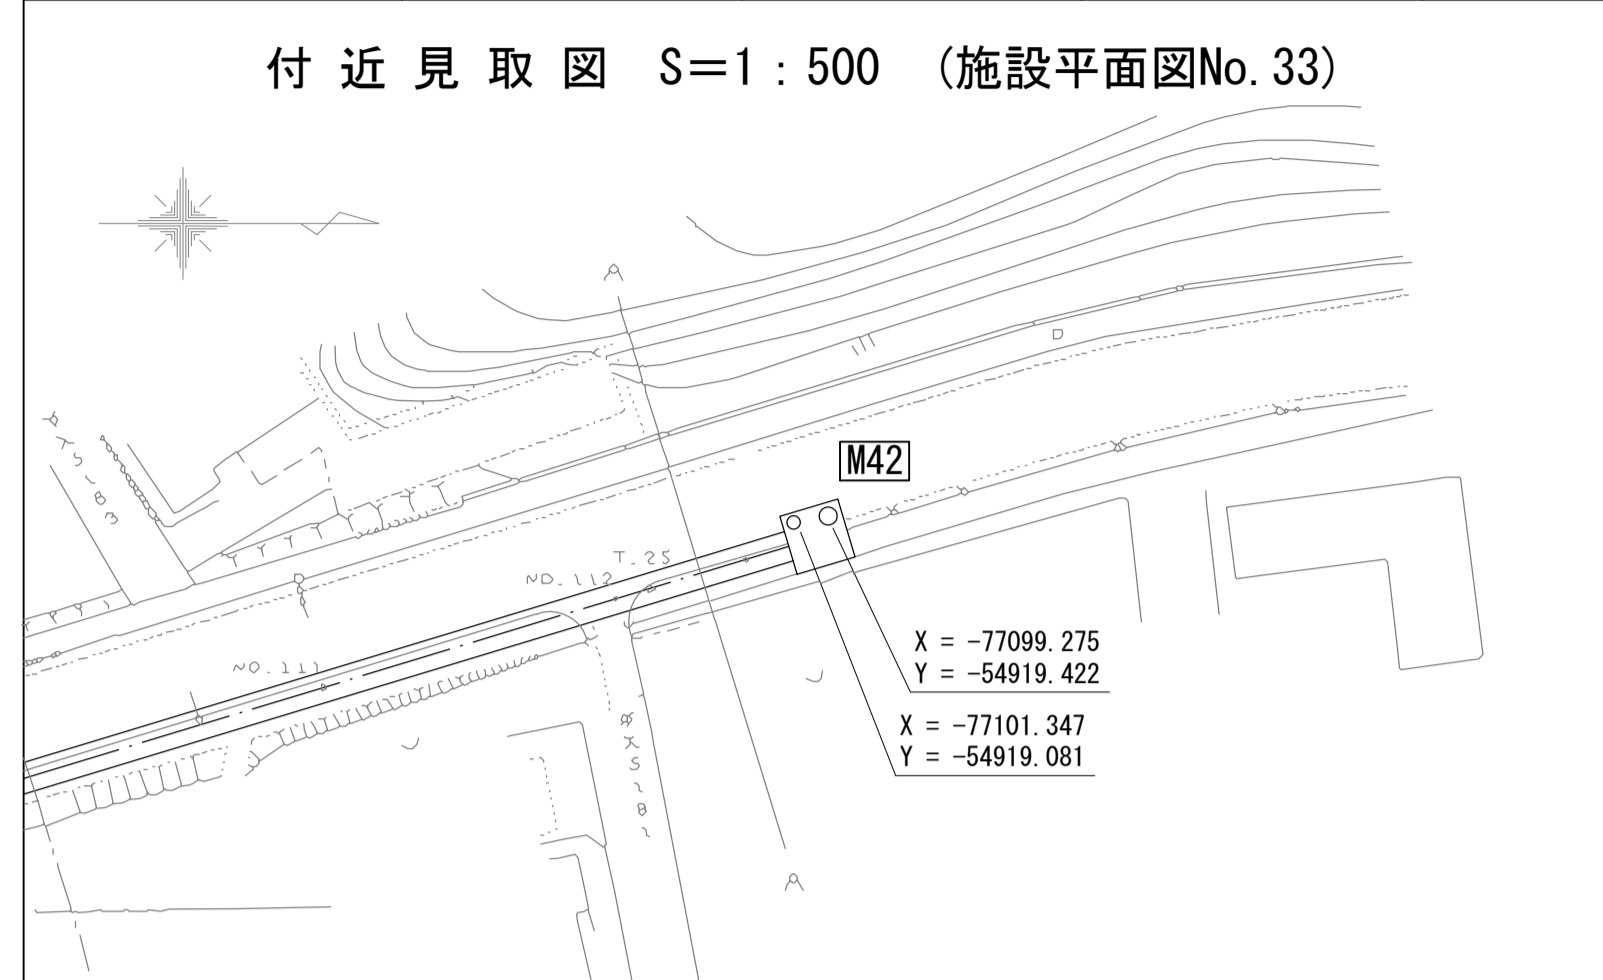 付近見取図 S=1:500 (施設平面図No.33)
M42
T.25
NO.112
NO.111
X = -77099.275
Y = -54919.422
X = -77101.347
Y = -54919.081
A
A